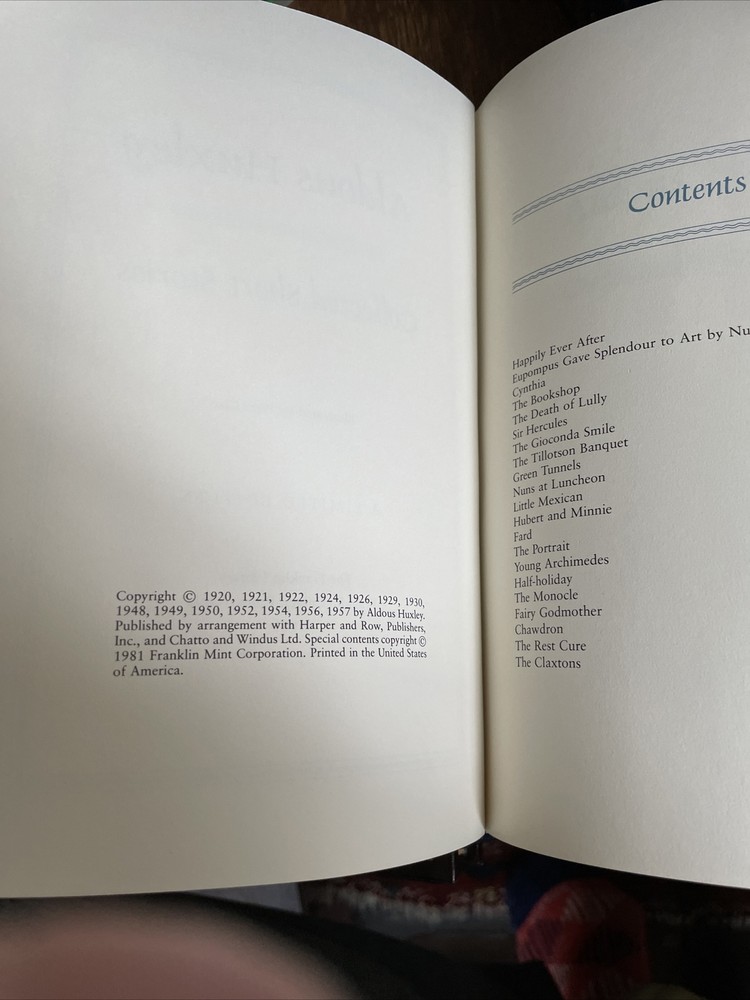 Copyright © 1920, 1921, 1922, 1924, 1926, 1929, 1930,
1948, 1949, 1950, 1952, 1954, 1956, 1957 by Aldous Huxley.
Published by arrangement with Harper and Row, Publishers,
Inc., and Chatto and Windus Ltd. Special contents copyright ©
1981 Franklin Mint Corporation. Printed in the United States
of America.
Contents
Happily Ever After
Eupompus Gave Splendour to Art by Nu
Cynthia
The Bookshop
The Death of Lully
Sir Hercules
The Gioconda Smile
The Tillotson Banquet
Green Tunnels
Nuns at Luncheon
Little Mexican
Hubert and Minnie
Fard
The Portrait
Young Archimedes
Half-holiday
The Monocle
Fairy Godmother
Chawdron
The Rest Cure
The Claxtons